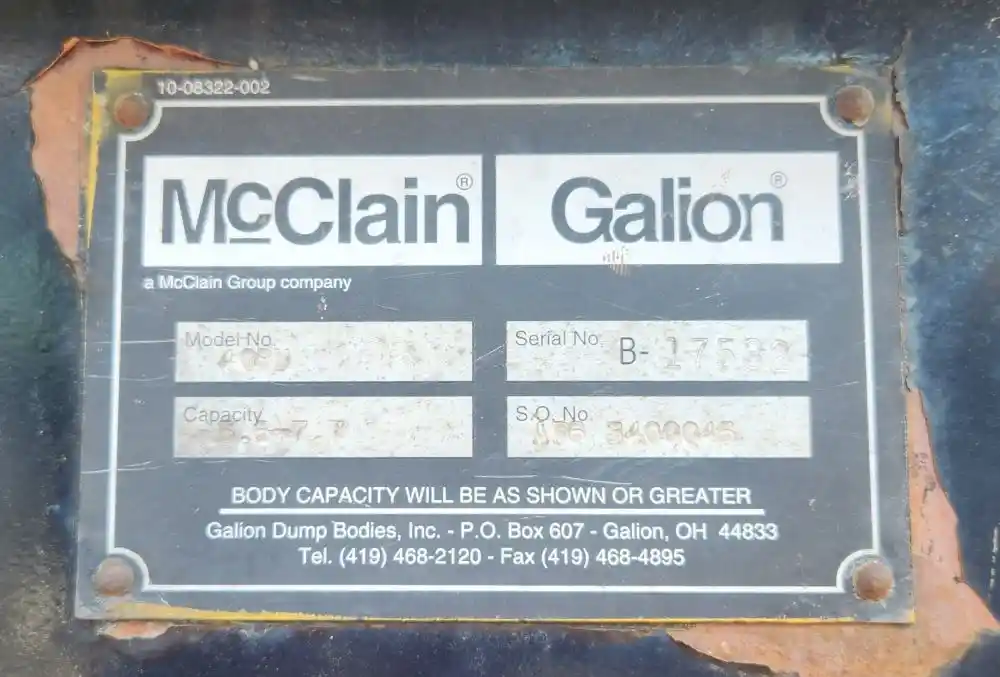 10-08322-002
McClain® Galion®
a McClain Group company
Model No. Serial No. B-17532
Capacity S.O. No.
BODY CAPACITY WILL BE AS SHOWN OR GREATER
Galion Dump Bodies, Inc. - P.O. Box 607 - Galion, OH 44833
Tel. (419) 468-2120 - Fax (419) 468-4895